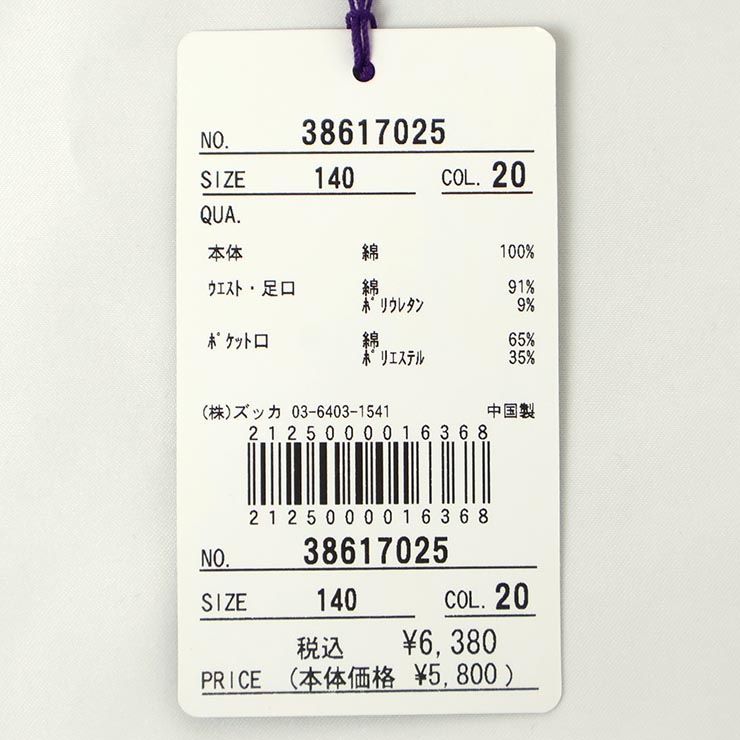 NO. 38617025
SIZE 140 COL. 20
QUA.
本体 綿 100%
ウエスト・足口 綿 91%
ポリウレタン 9%
ポケット口 綿 65%
ポリエステル 35%
(株)ズッカ 03-6403-1541 中国製
2125000016368
2125000016368
NO. 38617025
SIZE 140 COL. 20
税込 ¥6,380
PRICE (本体価格 ¥5,800)